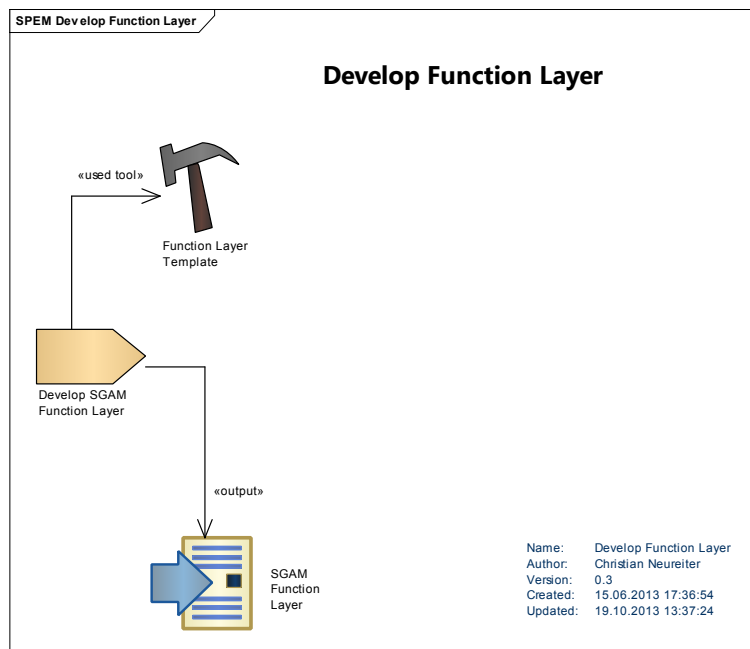 SPEM Develop Function Layer
Develop Function Layer
«used tool»
Function Layer
Template
Develop SGAM
Function Layer
«output»
SGAM
Function
Layer
Name: Develop Function Layer
Author: Christian Neureiter
Version: 0.3
Created: 15.06.2013 17:36:54
Updated: 19.10.2013 13:37:24